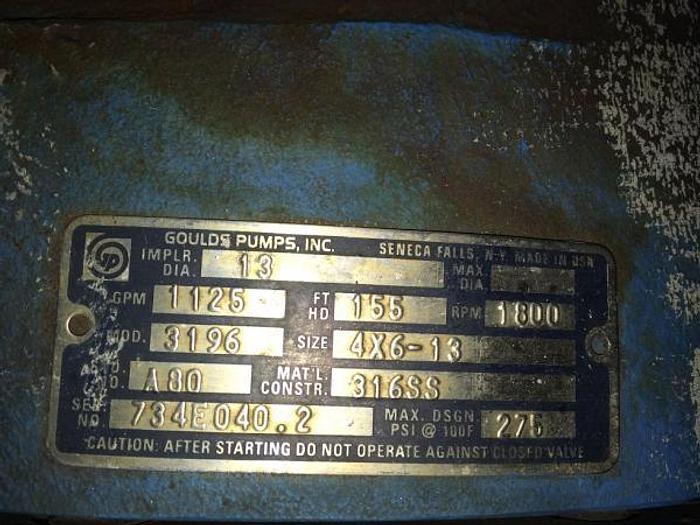 GOULDS PUMPS, INC. SENECA FALLS, N.Y. MADE IN USA
IMPLR. DIA. 13 MAX DIA
GPM 1125 FT HD 155 RPM 1800
MOD. 3196 SIZE 4X6-13
STD. NO. A80 MAT'L. CONSTR. 316SS
SER. NO. 734E040.2 MAX. DSGN PSI @ 100F 275
CAUTION: AFTER STARTING DO NOT OPERATE AGAINST CLOSED VALVE